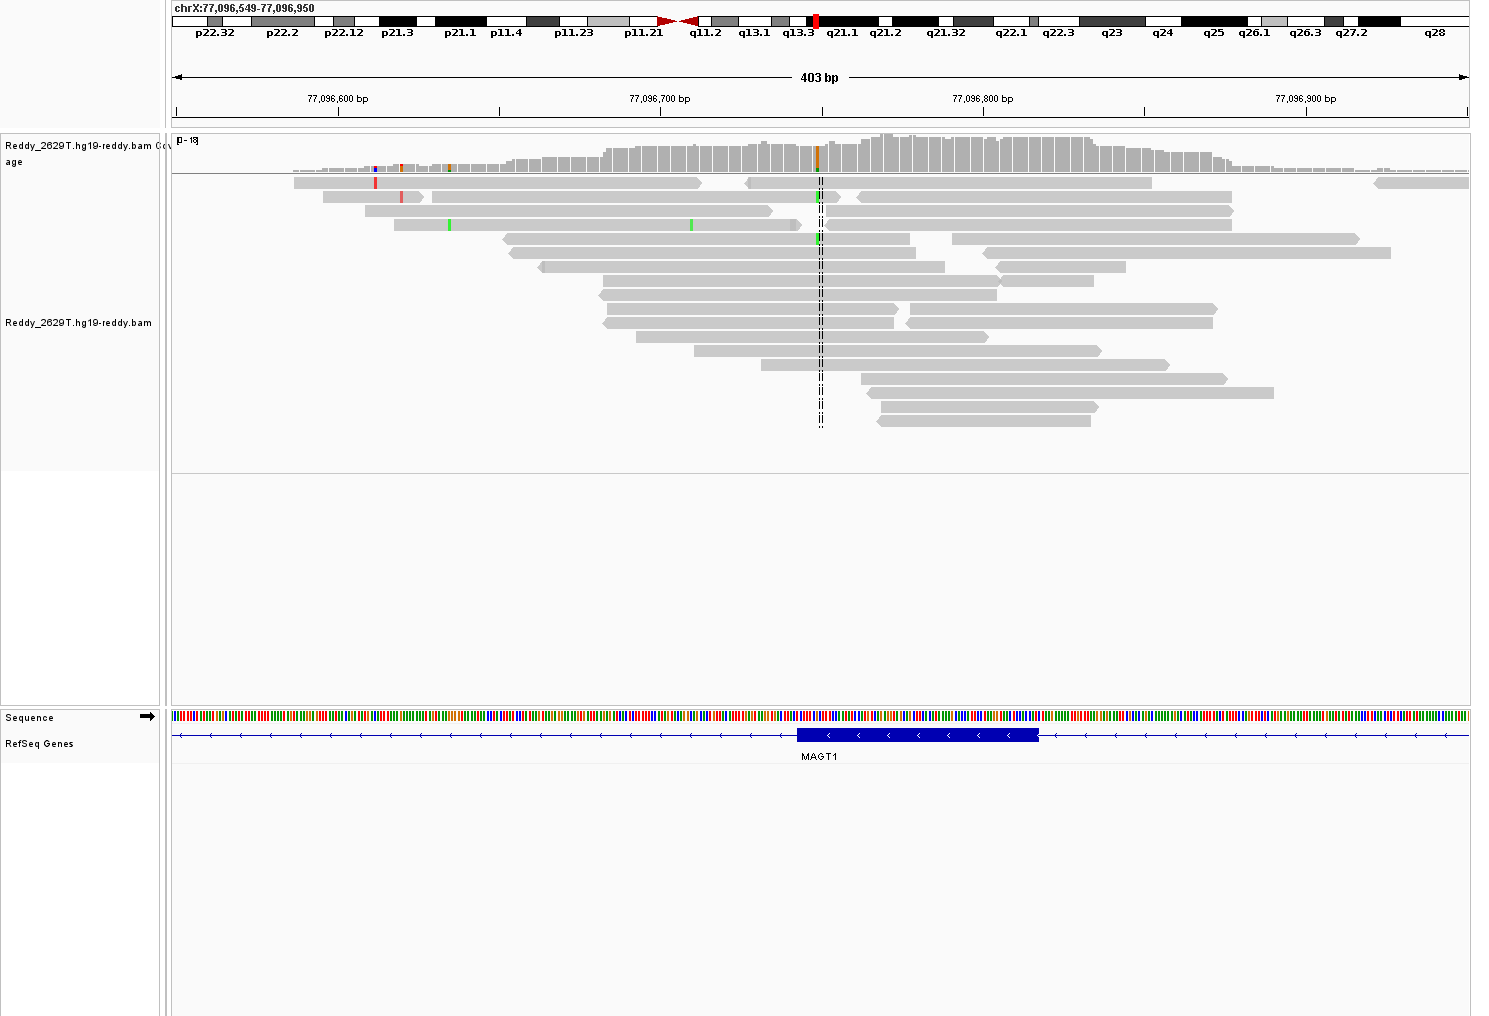 chrX:77,096,549-77,096,950
p22.32 p22.2 p22.12 p21.3 p21.1 p11.4 p11.23 p11.21 q11.2 q13.1 q13.3 q21.1 q21.2 q21.32 q22.1 q22.3 q23 q24 q25 q26.1 q26.3 q27.2 q28
403 bp
77,096,600 bp 77,096,700 bp 77,096,800 bp 77,096,900 bp
Reddy_2629T.hg19-reddy.bam Cov
age
[0 - 18]
Reddy_2629T.hg19-reddy.bam
Sequence
RefSeq Genes
MAGT1